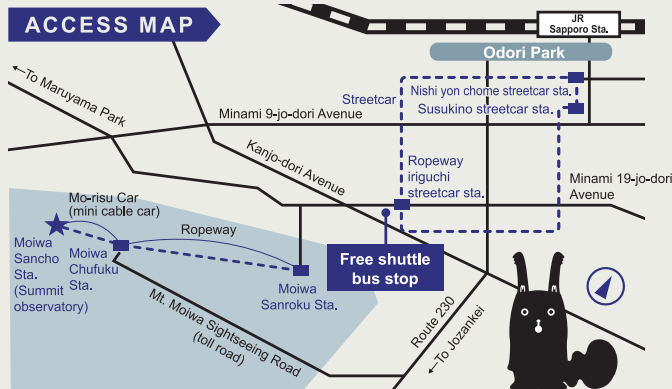 ACCESS MAP
JR
Sapporo Sta.
Odori Park
←To Maruyama Park
Streetcar
Nishi yon chome streetcar sta.
Susukino streetcar sta.
Minami 9-jo-dori Avenue
Kanjo-dori Avenue
Ropeway
iriguchi
streetcar sta.
Minami 19-jo-dori
Avenue
Mo-risu Car
(mini cable car)
Ropeway
Moiwa
Sancho
Sta.
(Summit
observatory)
Moiwa
Chufuku
Sta.
Moiwa
Sanroku Sta.
Free shuttle
bus stop
Mt. Moiwa Sightseeing Road
(toll road)
Route 230
←To Jozankei